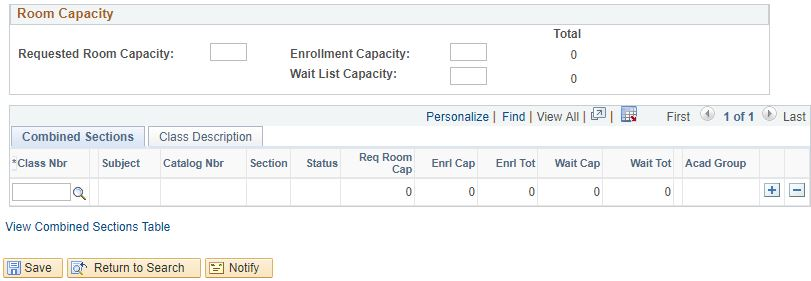 Room Capacity
Total
Requested Room Capacity: Enrollment Capacity: 0
Wait List Capacity: 0
Personalize | Find | View All | | First 1 of 1 Last
Combined Sections Class Description
*Class Nbr Subject Catalog Nbr Section Status Req Room Cap Enrl Cap Enrl Tot Wait Cap Wait Tot Acad Group
0 0 0 0 0
View Combined Sections Table
Save Return to Search Notify